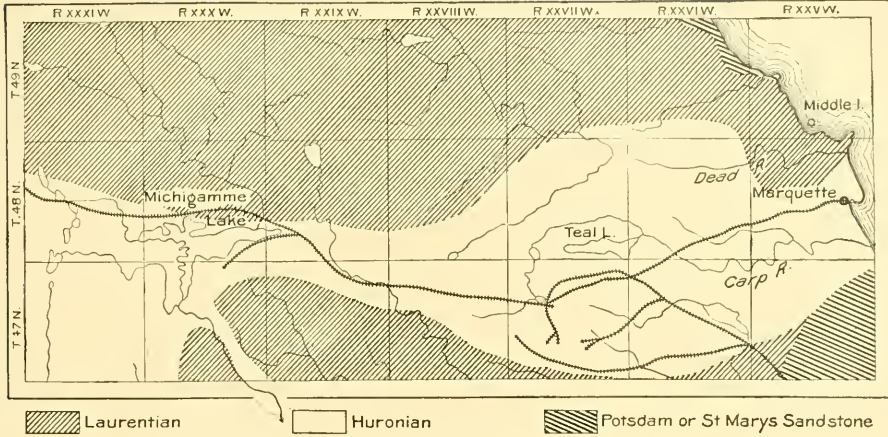 R XXXI W. R XXX W. R XXIX W. R XXVIII W. R XXVII W. R XXVI W. R XXV W.
T 49 N
Middle I.
Dead R.
T. 48 N.
Michigamme
Lake
Marquette
Teal L.
Carp R.
T 47 N.
Laurentian Huronian Potsdam or St Marys Sandstone